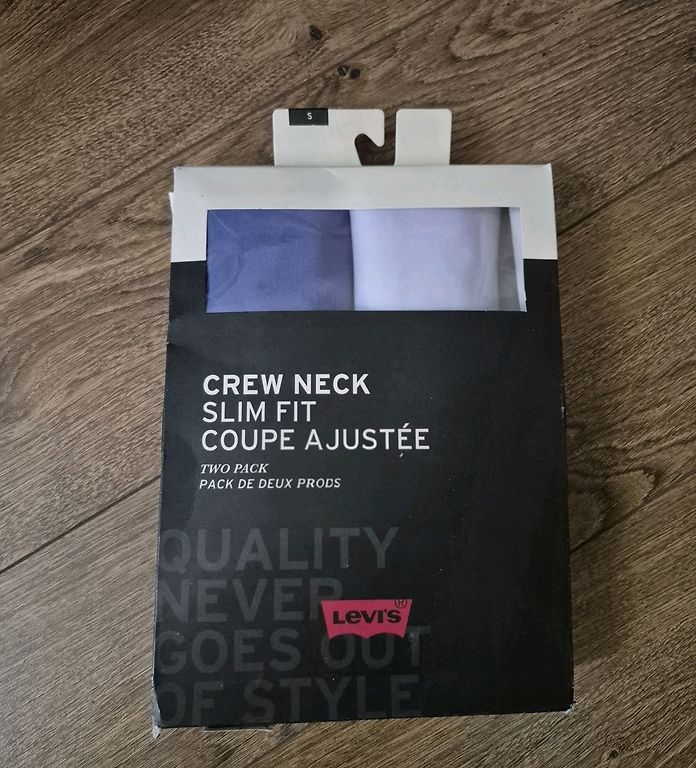 S
CREW NECK
SLIM FIT
COUPE AJUSTÉE
TWO PACK
PACK DE DEUX PRODS
QUALITY
NEVER
GOES OUT
OF STYLE
LEVI'S®